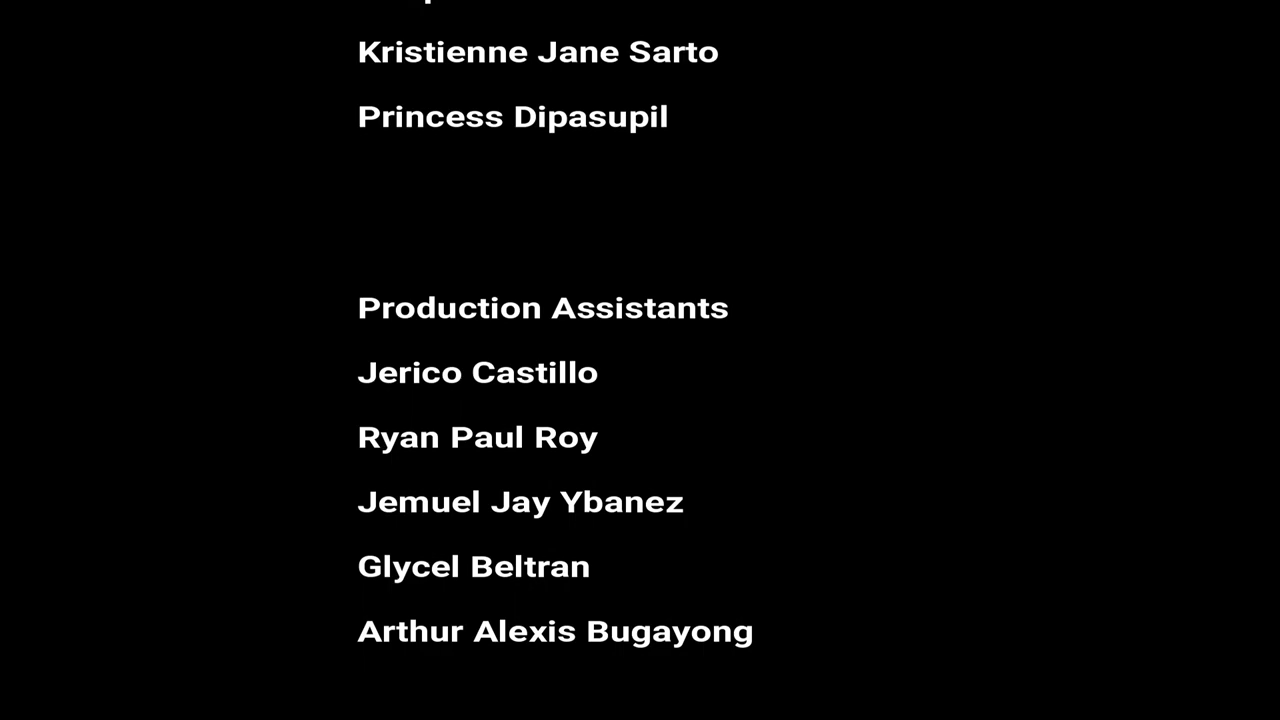 Kristienne Jane Sarto
Princess Dipasupil
Production Assistants
Jerico Castillo
Ryan Paul Roy
Jemuel Jay Ybanez
Glycel Beltran
Arthur Alexis Bugayong